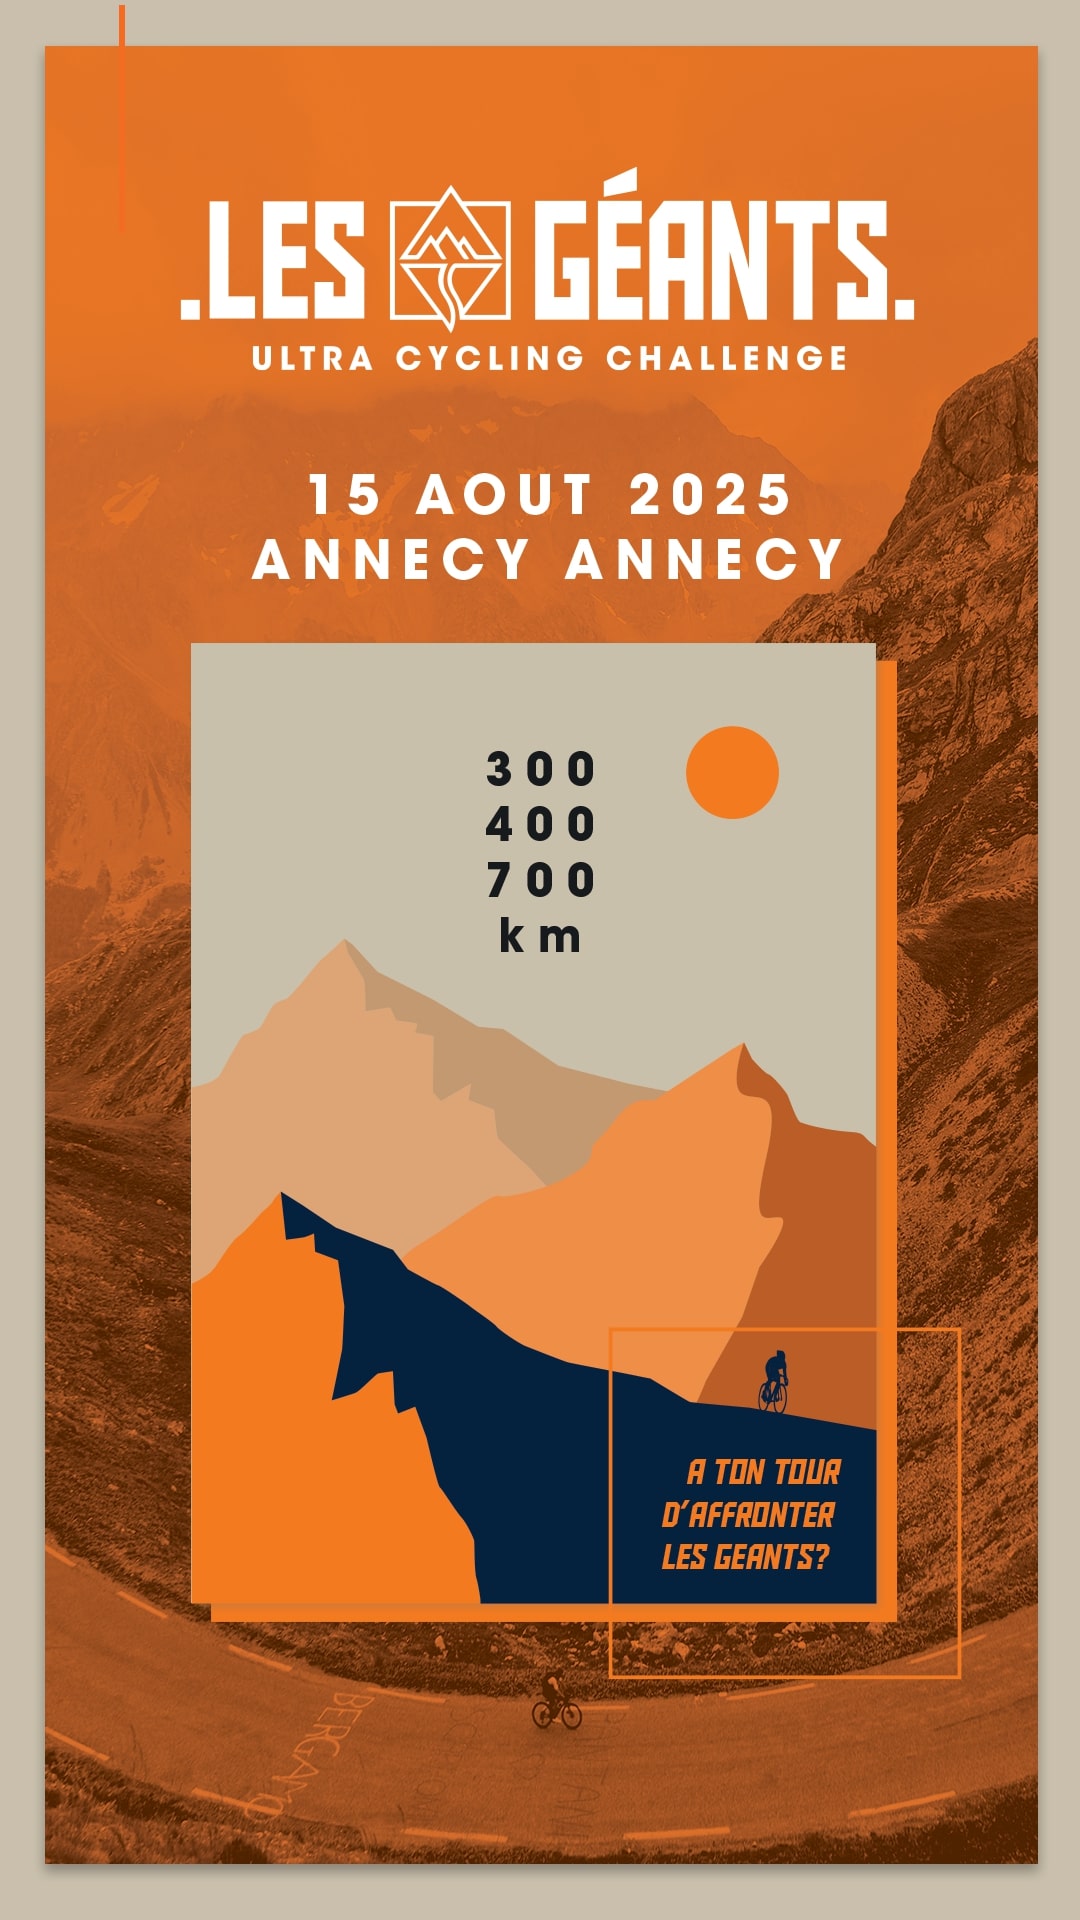 .LES GÉANTS.
ULTRA CYCLING CHALLENGE
15 AOUT 2025
ANNECY ANNECY
300
400
700
km
A TON TOUR
D'AFFRONTER
LES GEANTS?
BERGAMO